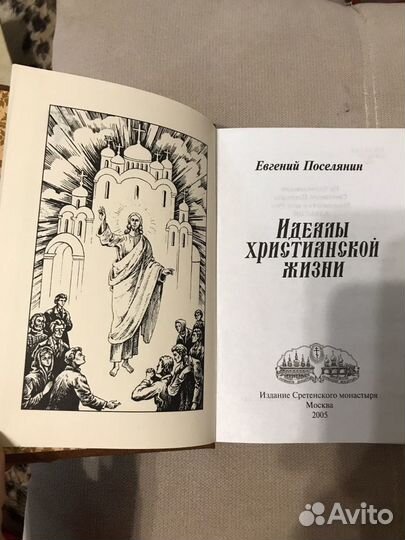 Евгений Поселянин
Идеалы
христианской
жизни
Издание Сретенского монастыря
Москва
2005
Avito